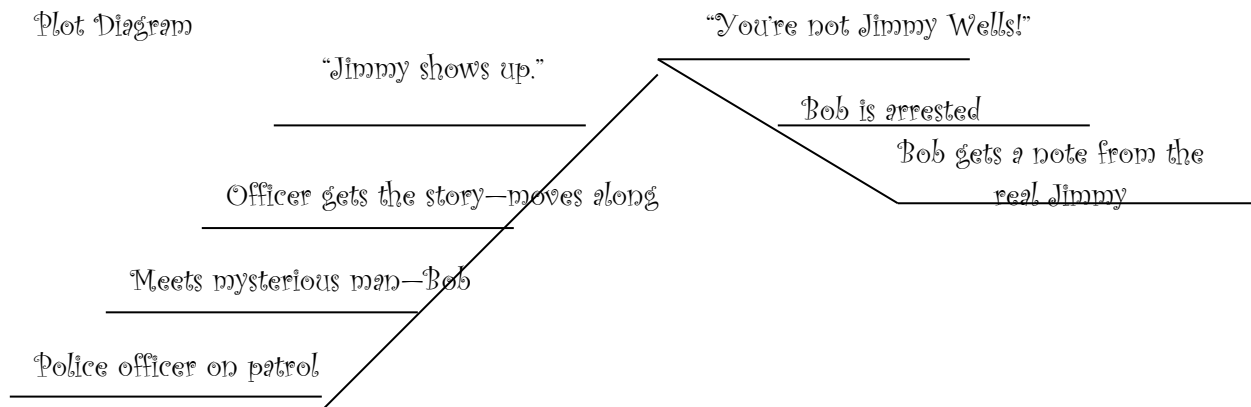 Plot Diagram
“You're not Jimmy Wells!”
“Jimmy shows up.”
Bob is arrested
Bob gets a note from the
real Jimmy
Officer gets the story—moves along
Meets mysterious man—Bob
Police officer on patrol